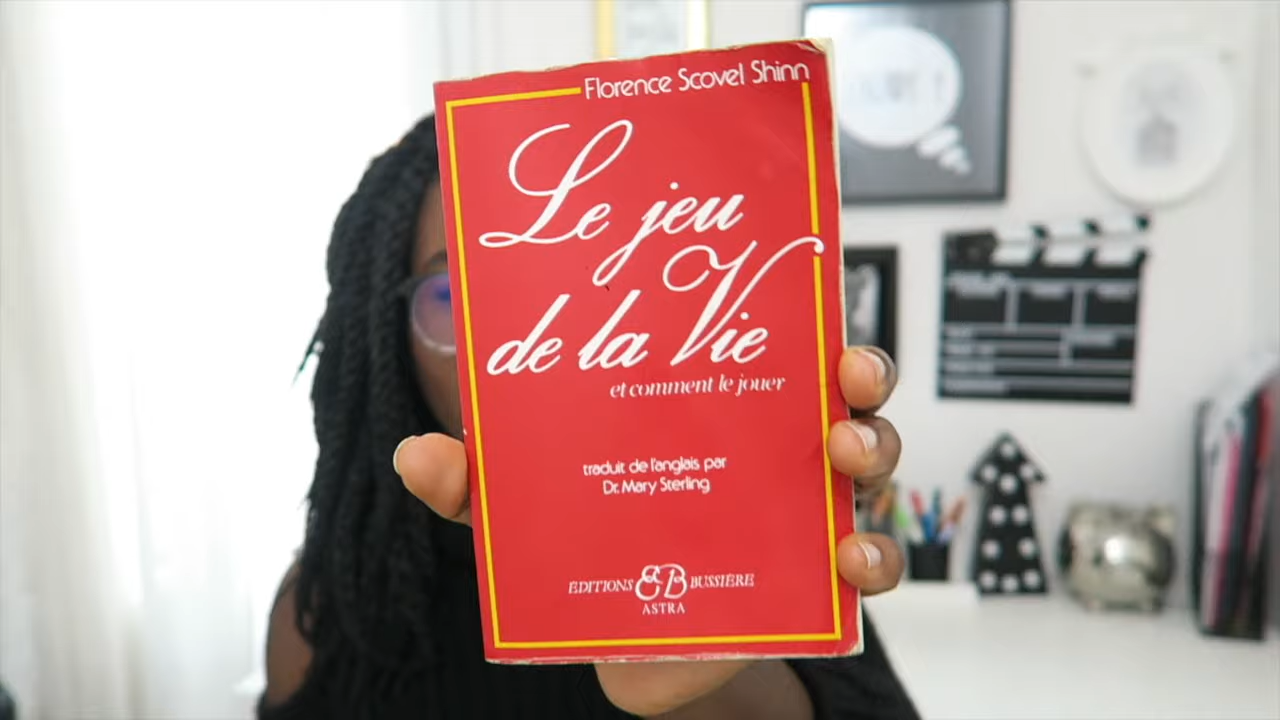 Florence Scovel Shinn
Le jeu
de la Vie
et comment le jouer
traduit de l'anglais par
Dr. Mary Sterling
ÉDITIONS EB BUSSIÈRE
ASTRA